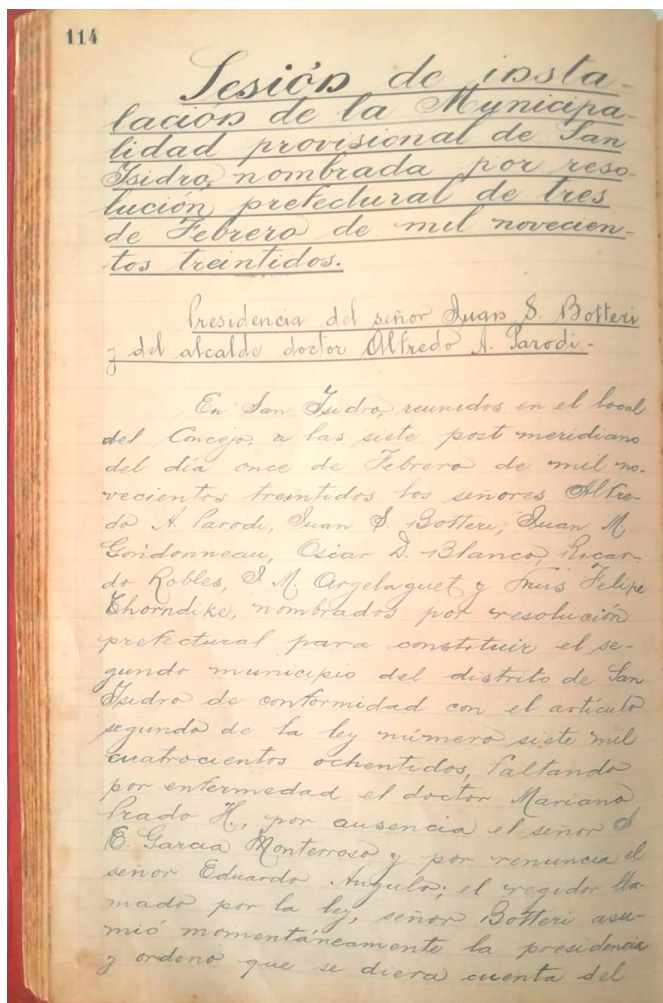 114
Sesión de insta-
lación de la Municipa-
lidad provisional de San
Isidro, nombrada por reso-
lución prefectural de tres
de Febrero de mil novecien-
tos treintidos.
Presidencia del señor Juan S. Botteri
y del alcalde doctor Alfredo A. Parodi.-
En San Isidro, reunidos en el local
del Concejo, a las siete post meridiano
del día once de Febrero de mil no-
vecientos treintidos los señores Alfre-
do A. Parodi, Juan S. Botteri, Juan M.
Gondonneau, Oscar D. Blanco, Ricar-
do Robles, J. M. Argelaguet y Luis Felipe
Thorndike, nombrados por resolución
prefectural para constituir el se-
gundo municipio del distrito de San
Isidro de conformidad con el artículo
segundo de la ley número siete mil
cuatrocientos ochentidos, faltando
por enfermedad el doctor Mariano
Prado H., por ausencia el señor
E. García Monterroso y por renuncia el
señor Eduardo Angulo; el regidor lla-
mado por la ley, señor Botteri asu-
mió momentáneamente la presidencia
y ordeno que se diera cuenta del